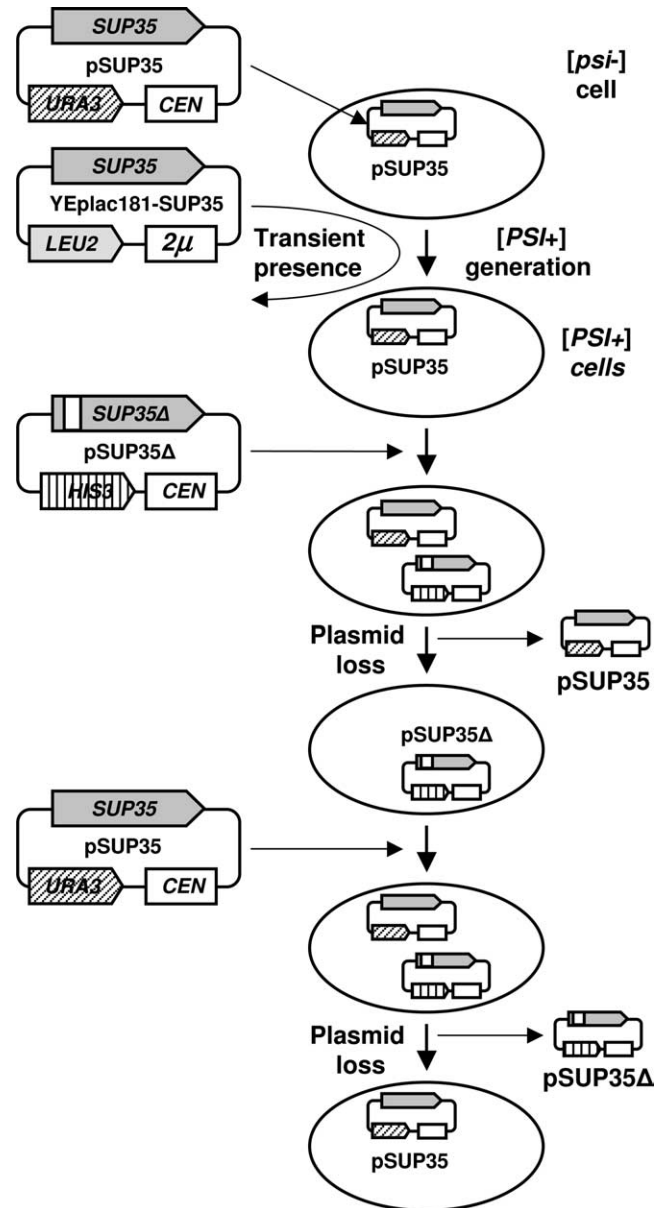 SUP35
pSUP35
URA3
CEN
[psi-]
cell
pSUP35
SUP35
YEplac181-SUP35
LEU2
2μ
Transient
presence
[PSI+]
generation
pSUP35
[PSI+]
cells
SUP35Δ
pSUP35Δ
HIS3
CEN
Plasmid
loss
pSUP35
pSUP35Δ
SUP35
pSUP35
URA3
CEN
Plasmid
loss
pSUP35Δ
pSUP35